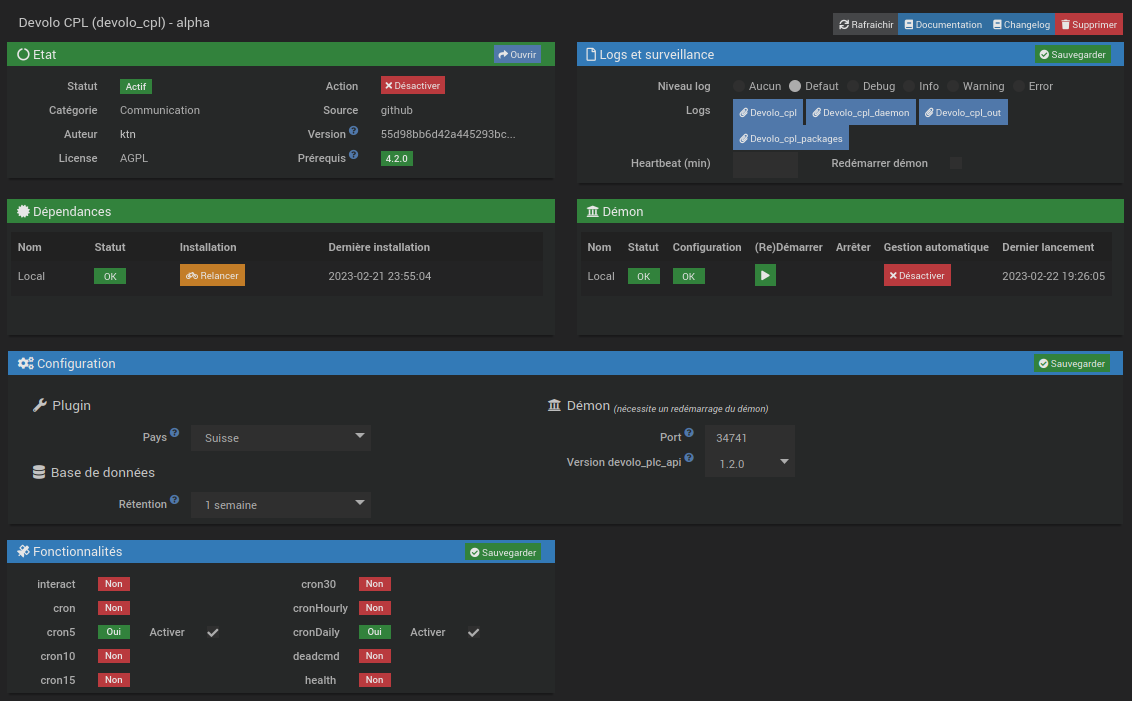 Devolo CPL (devolo_cpl) - alpha
Rafraichir Documentation Changelog Supprimer
Etat Ouvrir
Statut Actif Action Désactiver
Catégorie Communication Source github
Auteur ktn Version ? 55d98bb6d42a445293bc...
License AGPL Prérequis ? 4.2.0
Logs et surveillance Sauvegarder
Niveau log Aucun Defaut Debug Info Warning Error
Logs Devolo_cpl Devolo_cpl_daemon Devolo_cpl_out
Devolo_cpl_packages
Heartbeat (min) Redémarrer démon
Dépendances
Nom Statut Installation Dernière installation
Local OK Relancer 2023-02-21 23:55:04
Démon
Nom Statut Configuration (Re)Démarrer Arrêter Gestion automatique Dernier lancement
Local OK OK Désactiver 2023-02-22 19:26:05
Configuration Sauvegarder
Plugin
Pays ? Suisse
Base de données
Rétention ? 1 semaine
Démon (nécessite un redémarrage du démon)
Port ? 34741
Version devolo_plc_api ? 1.2.0
Fonctionnalités Sauvegarder
interact Non cron30 Non
cron Non cronHourly Non
cron5 Oui Activer cronDaily Oui Activer
cron10 Non deadcmd Non
cron15 Non health Non